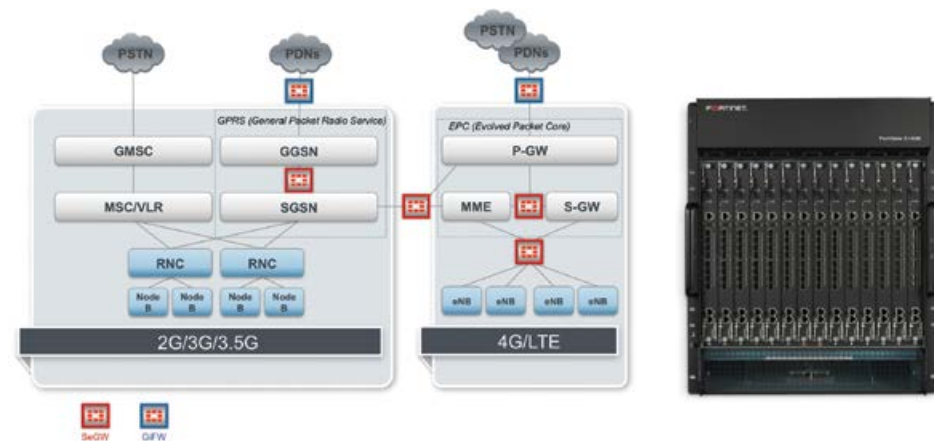 PSTN
PDNs
PSTN
PDNs
GPRS (General Packet Radio Service)
EPC (Evolved Packet Core)
GMSC
GGSN
P-GW
MSC/VLR
SGSN
MME
S-GW
RNC
RNC
Node
B
Node
B
Node
B
Node
B
eNB
eNB
eNB
eNB
2G/3G/3.5G
4G/LTE
SeGW
GiFW
FORTINET